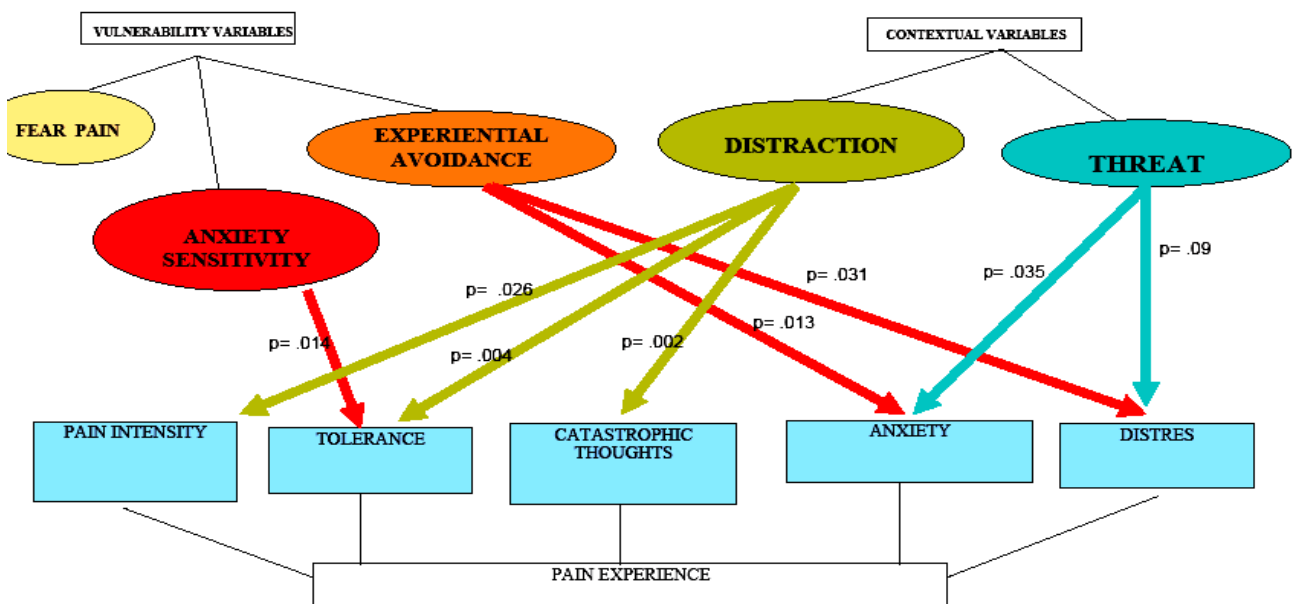 VULNERABILITY VARIABLES
CONTEXTUAL VARIABLES
FEAR PAIN
EXPERIENTIAL
AVOIDANCE
DISTRACTION
THREAT
ANXIETY
SENSITIVITY
p= .026
p= .031
p= .035
p= .09
p= .014
p= .004
p= .002
p= .013
PAIN INTENSITY
TOLERANCE
CATASTROPHIC
THOUGHTS
ANXIETY
DISTRES
PAIN EXPERIENCE